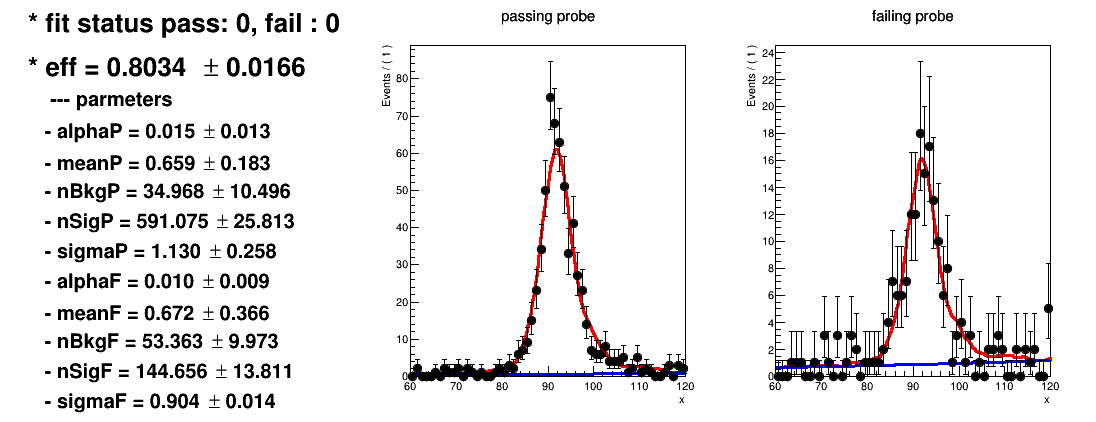 * fit status pass: 0, fail : 0
* eff = 0.8034 ± 0.0166
--- parmeters
- alphaP = 0.015 ± 0.013
- meanP = 0.659 ± 0.183
- nBkgP = 34.968 ± 10.496
- nSigP = 591.075 ± 25.813
- sigmaP = 1.130 ± 0.258
- alphaF = 0.010 ± 0.009
- meanF = 0.672 ± 0.366
- nBkgF = 53.363 ± 9.973
- nSigF = 144.656 ± 13.811
- sigmaF = 0.904 ± 0.014
passing probe
Events / ( 1 )
80
70
60
50
40
30
20
10
0
60 70 80 90 100 110 120
x
failing probe
Events / ( 1 )
24
22
20
18
16
14
12
10
8
6
4
2
0
60 70 80 90 100 110 120
x